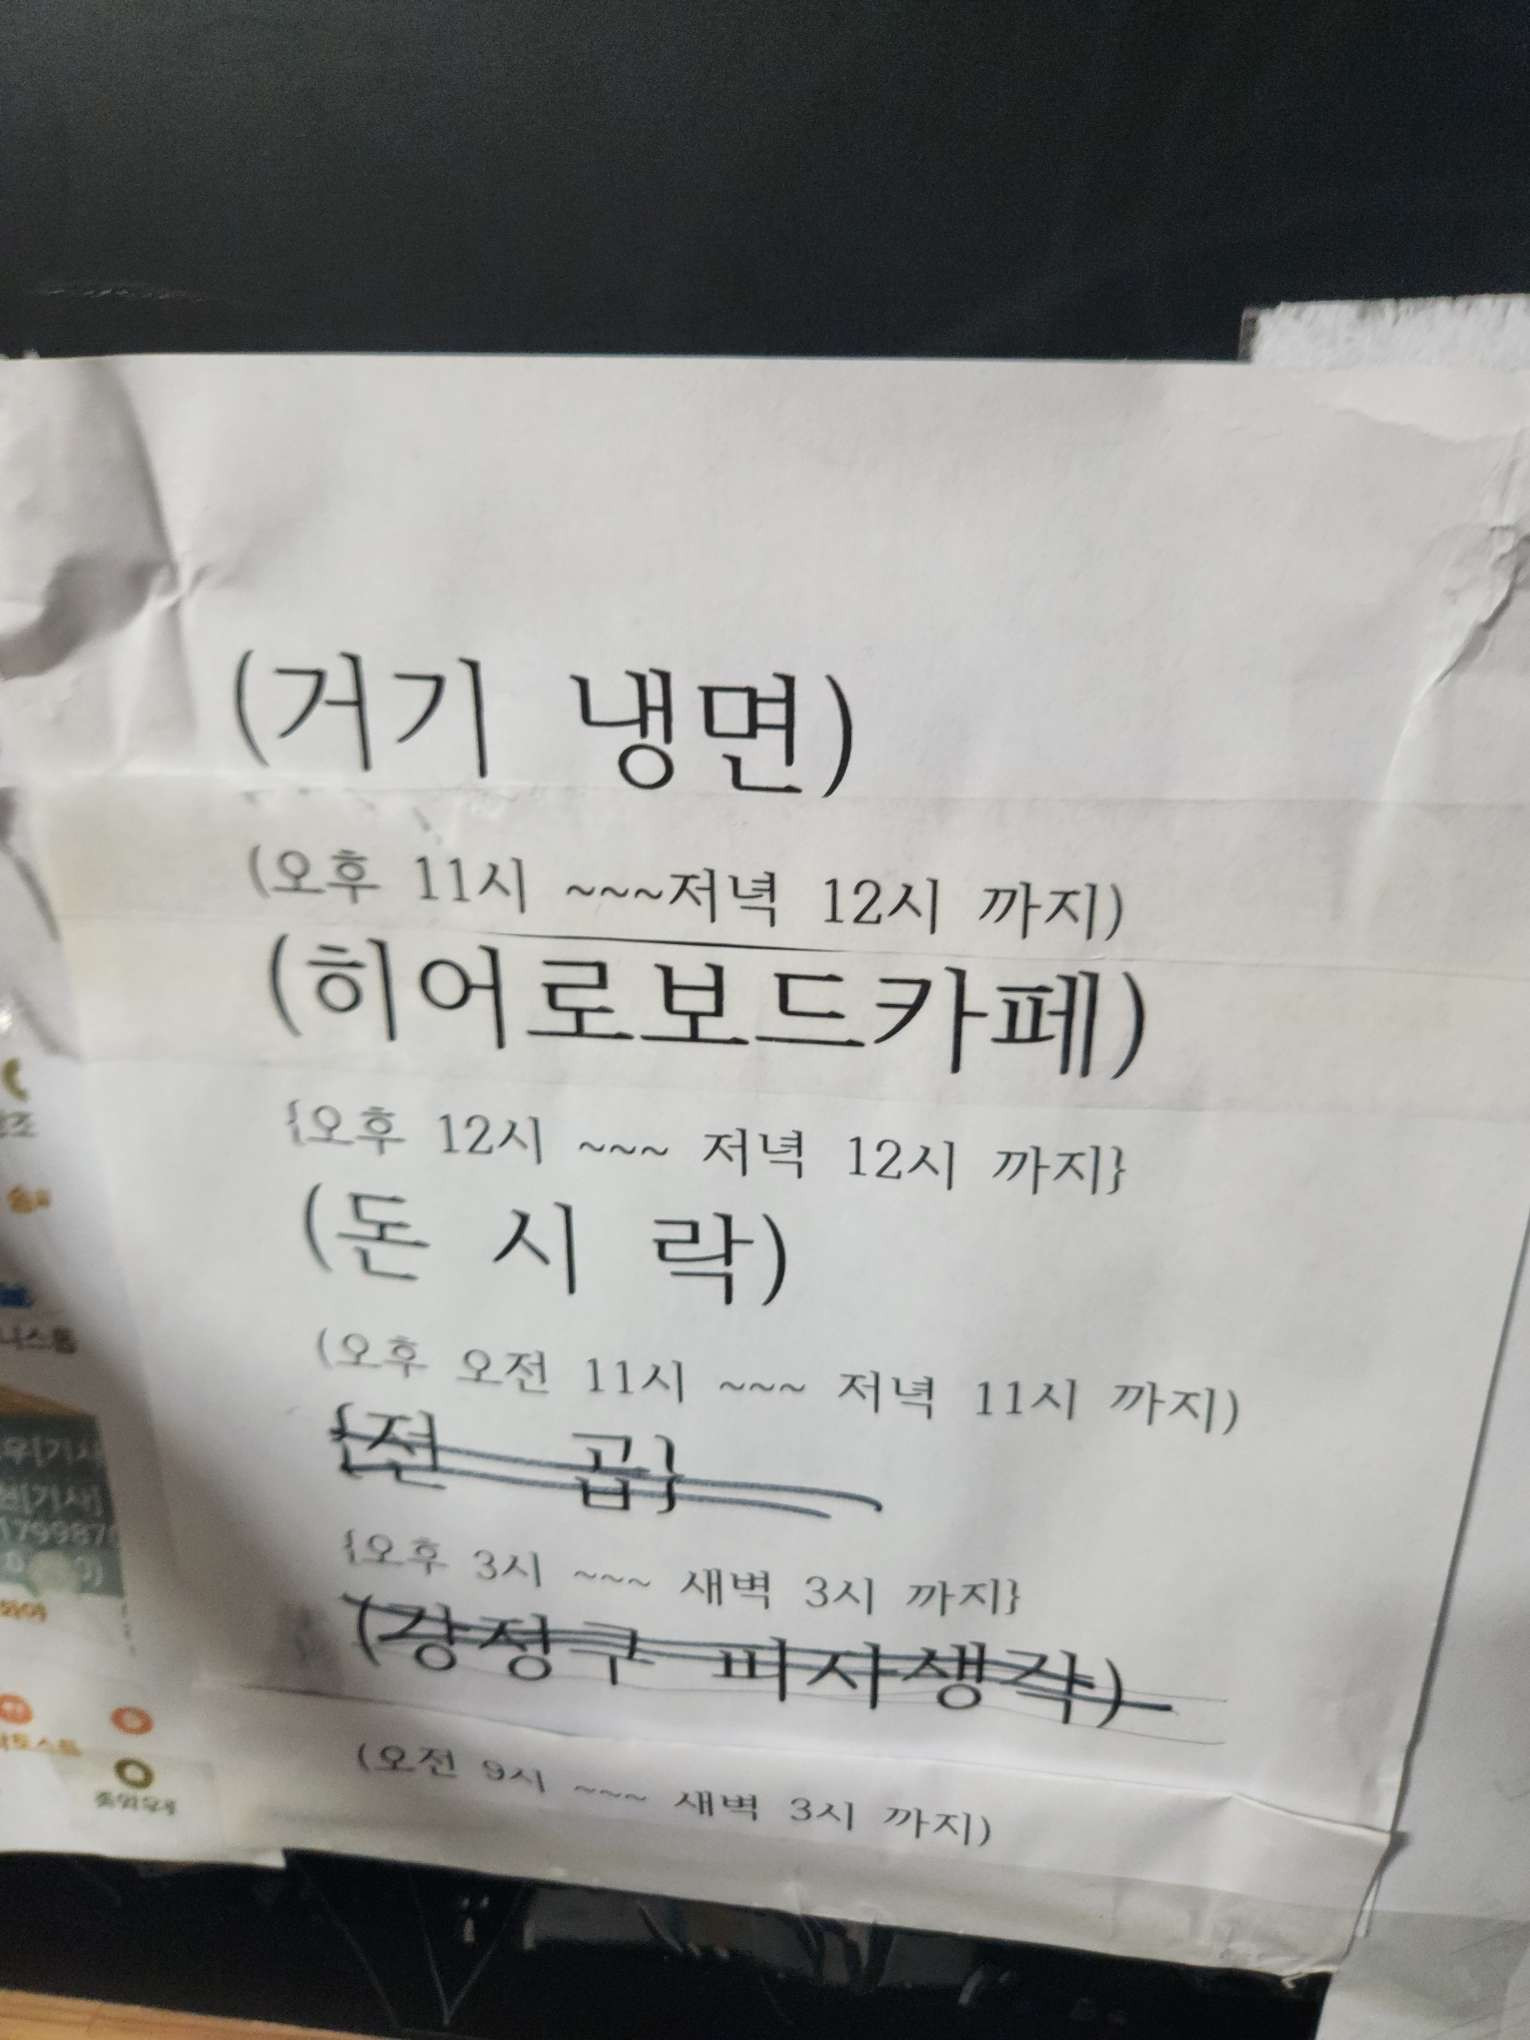 (거기 냉면)
(오후 11시 ~~~저녁 12시 까지)
(히어로보드카페)
{오후 12시 ~~~ 저녁 12시 까지}
(돈 시 락)
(오후 오전 11시 ~~~ 저녁 11시 까지)
{전 곱}
{오후 3시 ~~~ 새벽 3시 까지}
(강정구 피자생각)
(오전 9시 ~~~ 새벽 3시 까지)